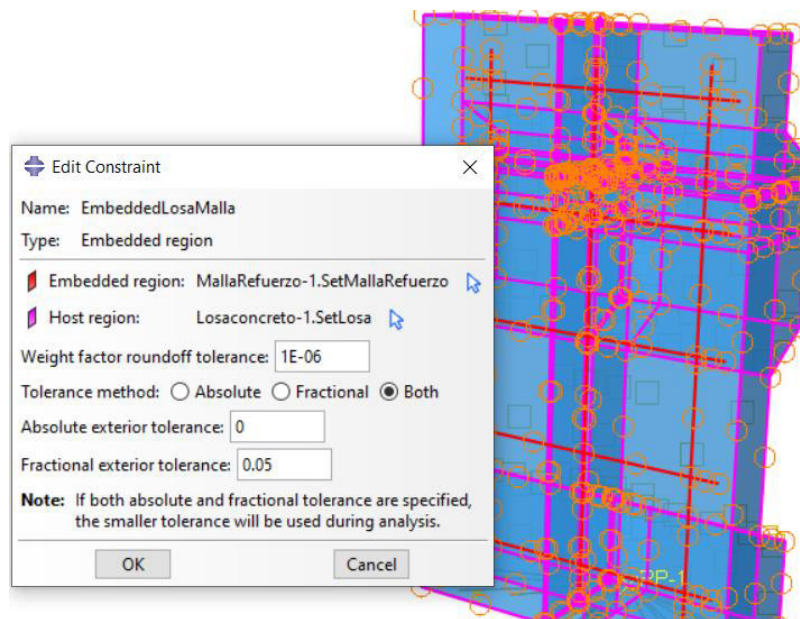 Edit Constraint
Name: EmbeddedLosaMalla
Type: Embedded region
Embedded region: MallaRefuerzo-1.SetMallaRefuerzo
Host region: Losaconcreto-1.SetLosa
Weight factor roundoff tolerance: 1E-06
Tolerance method: Absolute Fractional Both
Absolute exterior tolerance: 0
Fractional exterior tolerance: 0.05
Note: If both absolute and fractional tolerance are specified,
the smaller tolerance will be used during analysis.
OK Cancel
RP-1